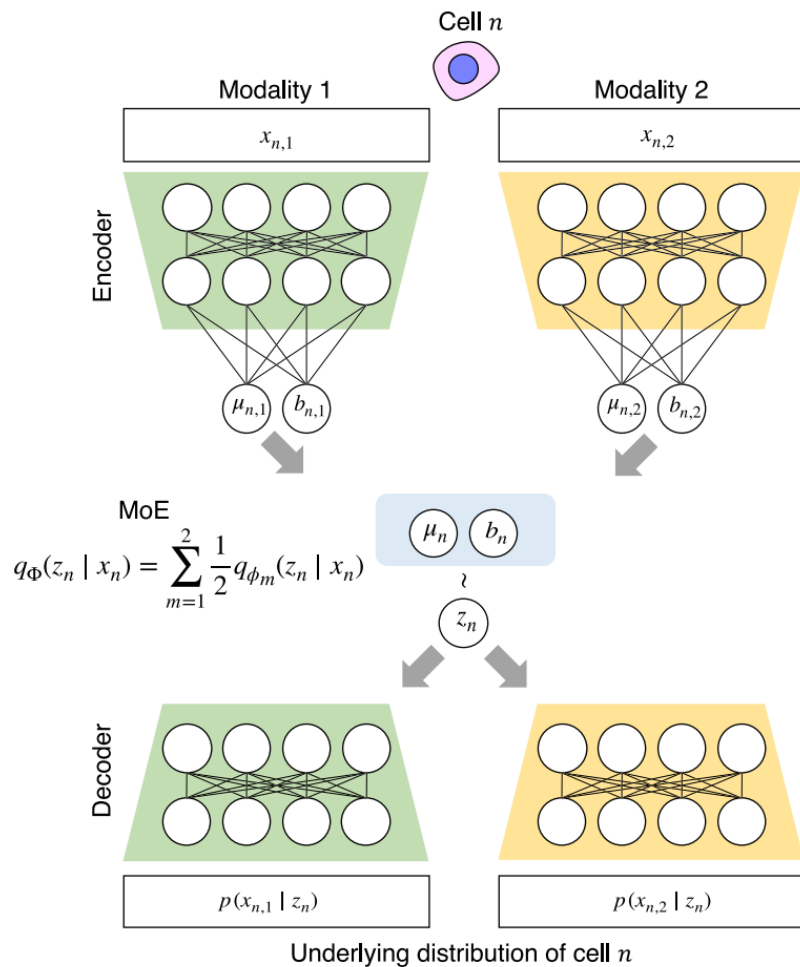 Cell n
Modality 1
Modality 2
x_{n,1}
x_{n,2}
Encoder
μ_{n,1} b_{n,1}
μ_{n,2} b_{n,2}
MoE
q_Φ(z_n | x_n) = \sum_{m=1}^{2} \frac{1}{2} q_{ϕ_m}(z_n | x_n)
μ_n b_n
~
z_n
Decoder
p(x_{n,1} | z_n)
p(x_{n,2} | z_n)
Underlying distribution of cell n